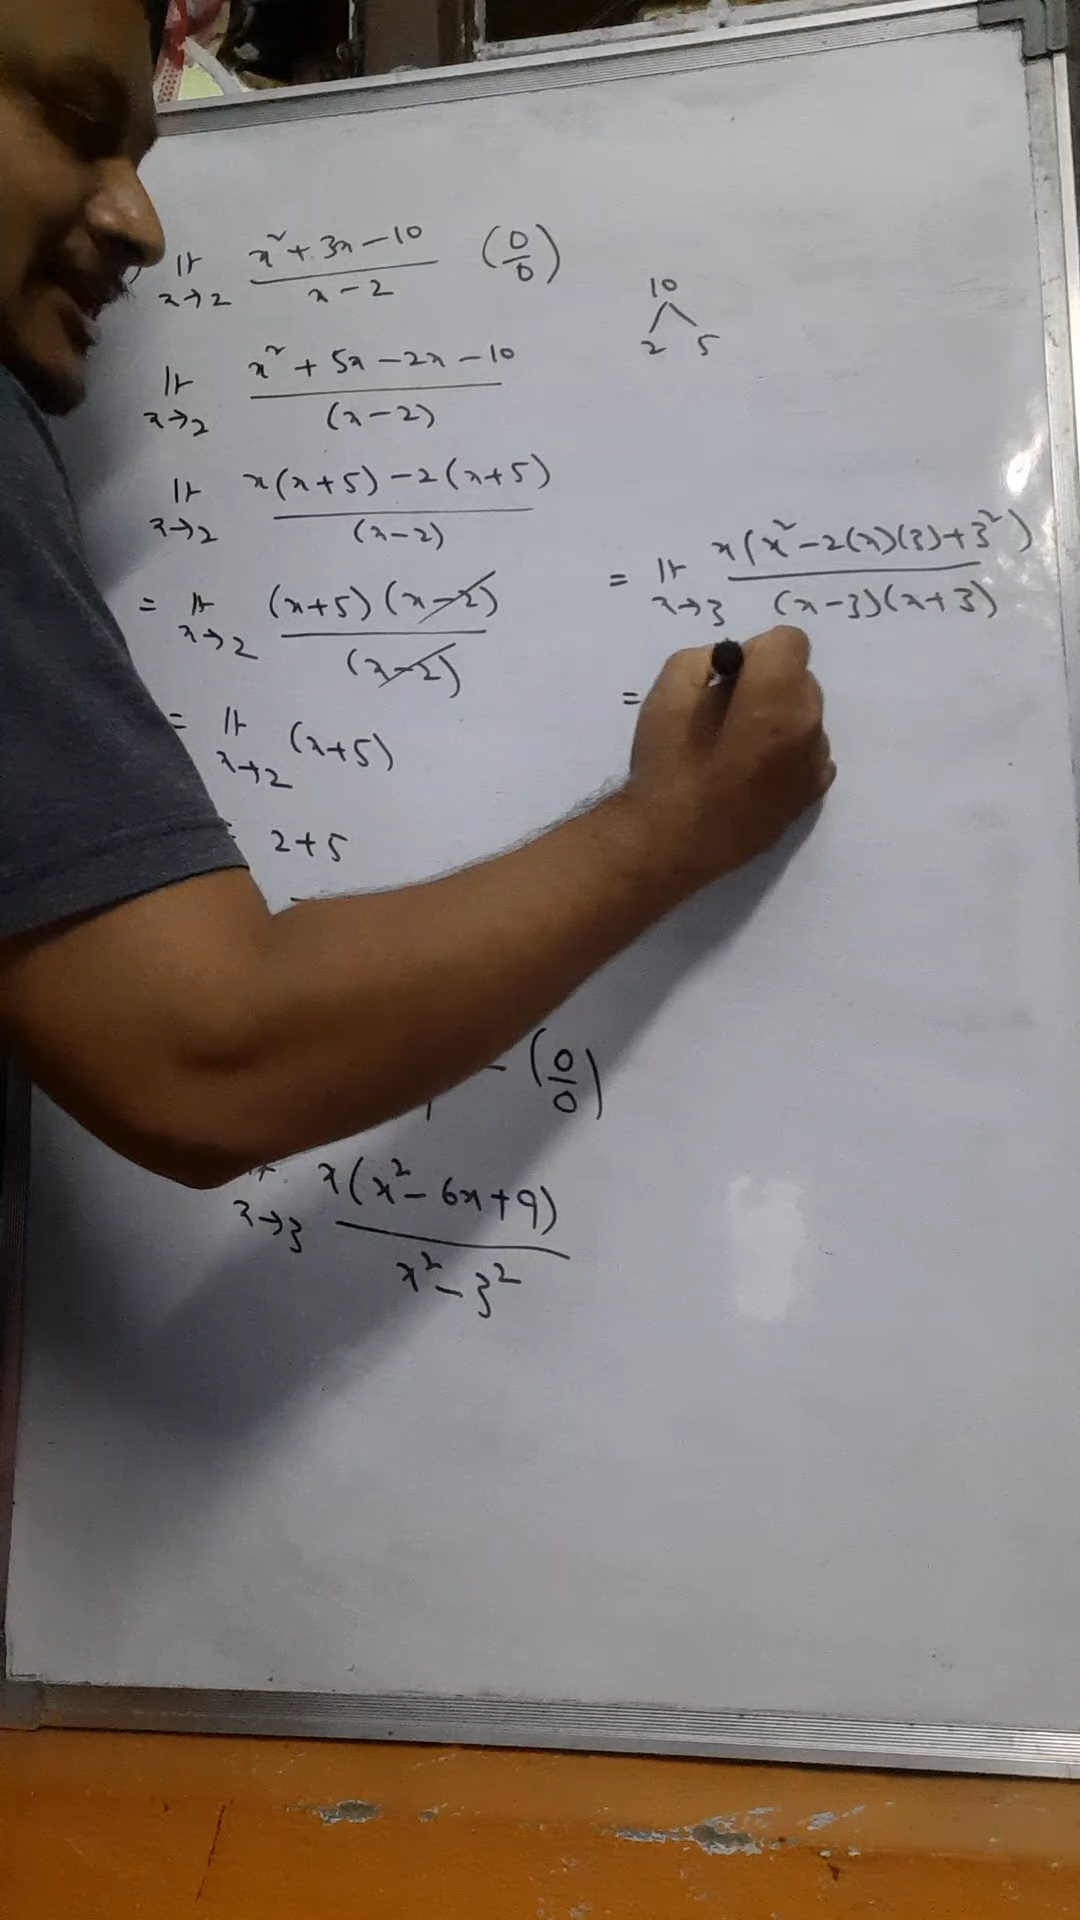 lt x→2 x²+3x-10 / x-2 (0/0)
lt x→2 x²+5x-2x-10 / (x-2)
lt x→2 x(x+5)-2(x+5) / (x-2)
= lt x→2 (x+5)(x-2) / (x-2)
= lt x→2 (x+5)
= 2+5
(0/0)
lt x→3 x(x²-6x+9) / x²-3²
10
2 5
= lt x→3 x(x²-2(x)(3)+3²) / (x-3)(x+3)
=